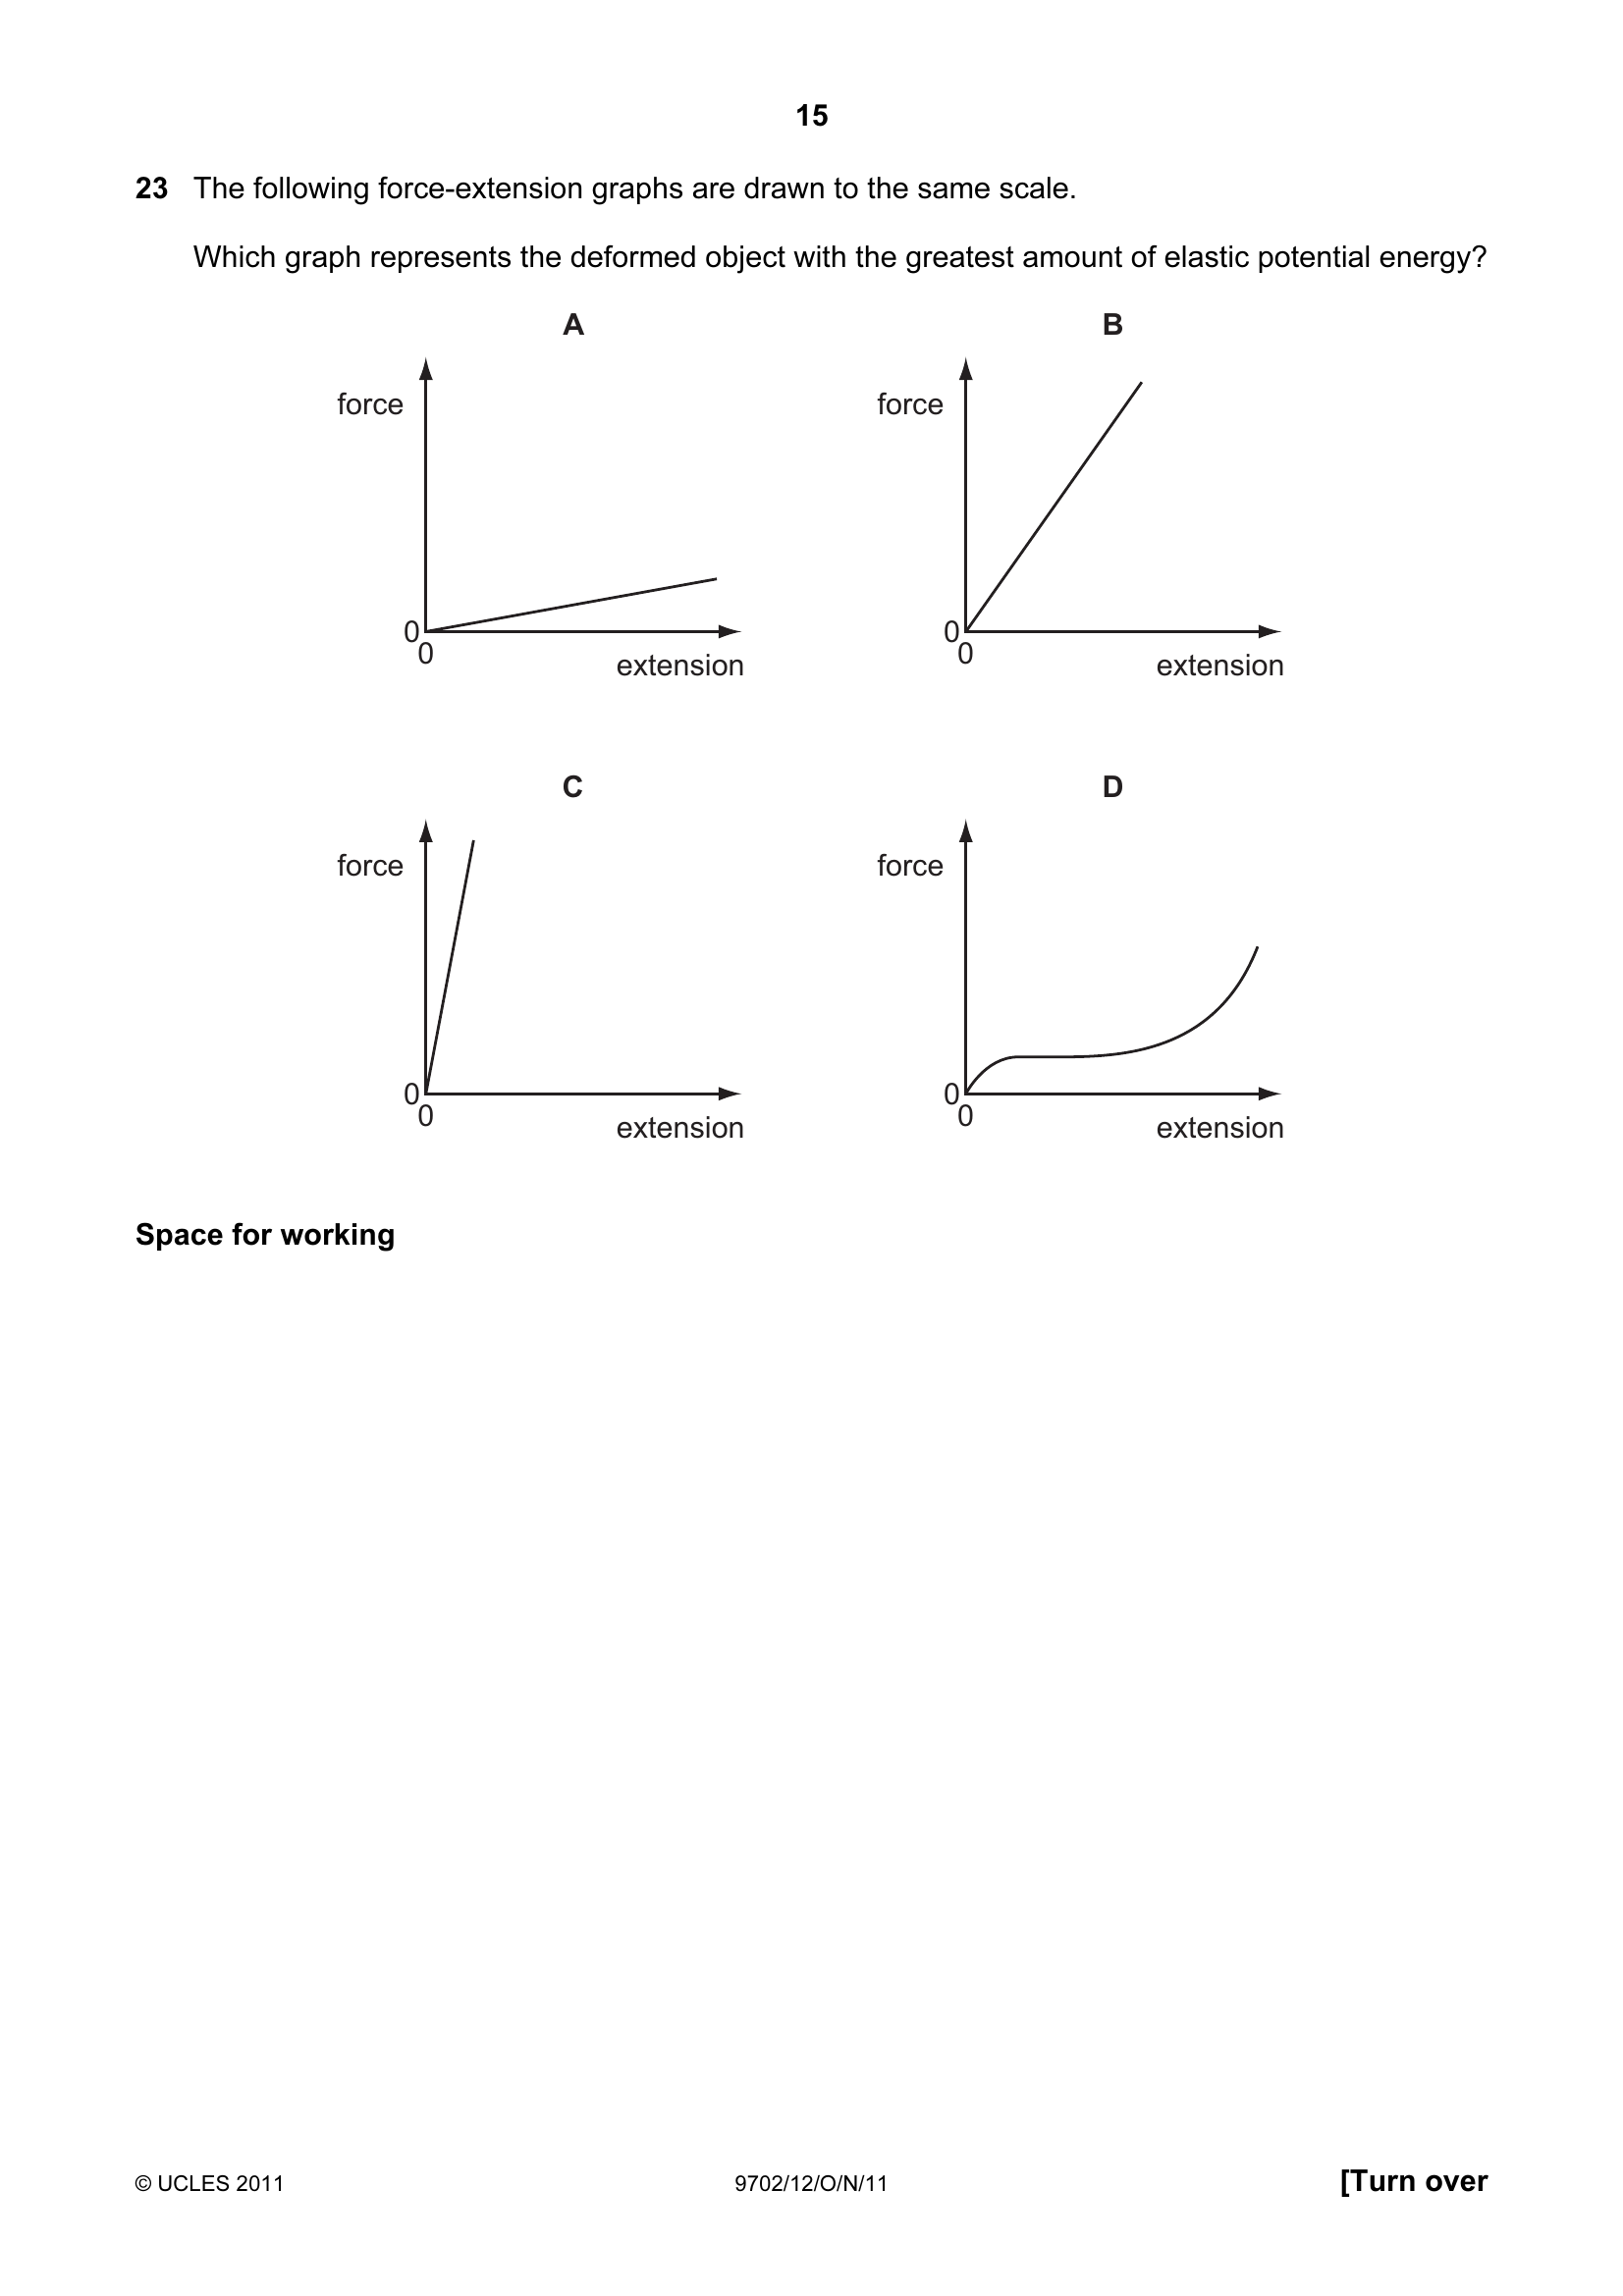 15
23 The following force-extension graphs are drawn to the same scale.
Which graph represents the deformed object with the greatest amount of elastic potential energy?
A
B
force
0
0
extension
force
0
0
extension
C
D
force
0
0
extension
force
0
0
extension
Space for working
© UCLES 2011
9702/12/O/N/11
[Turn over